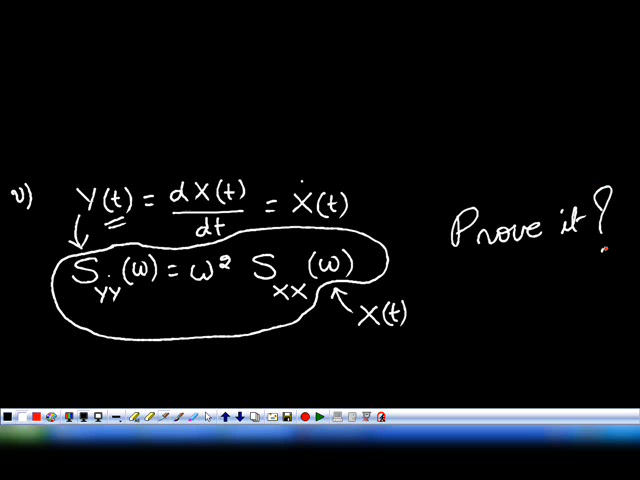 v) Y(t) = dX(t)/dt = Ẋ(t)
Prove it?
S_YY(ω) = ω² S_XX(ω)
X(t)